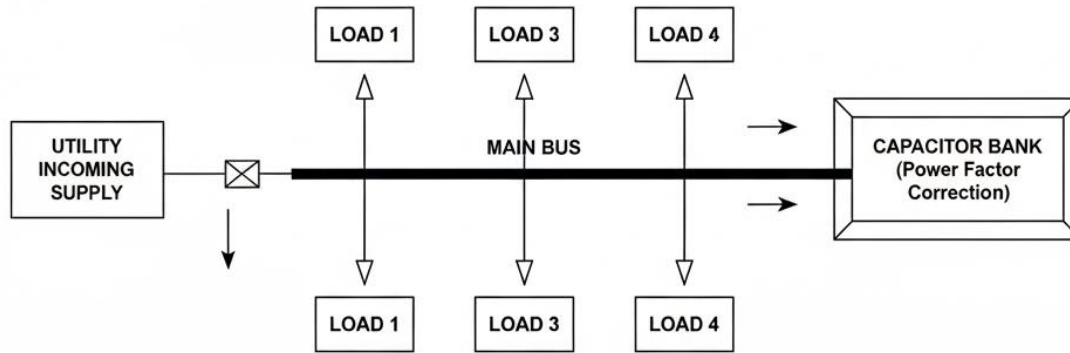 LOAD 1
LOAD 3
LOAD 4
UTILITY
INCOMING
SUPPLY
MAIN BUS
CAPACITOR BANK
(Power Factor
Correction)
LOAD 1
LOAD 3
LOAD 4